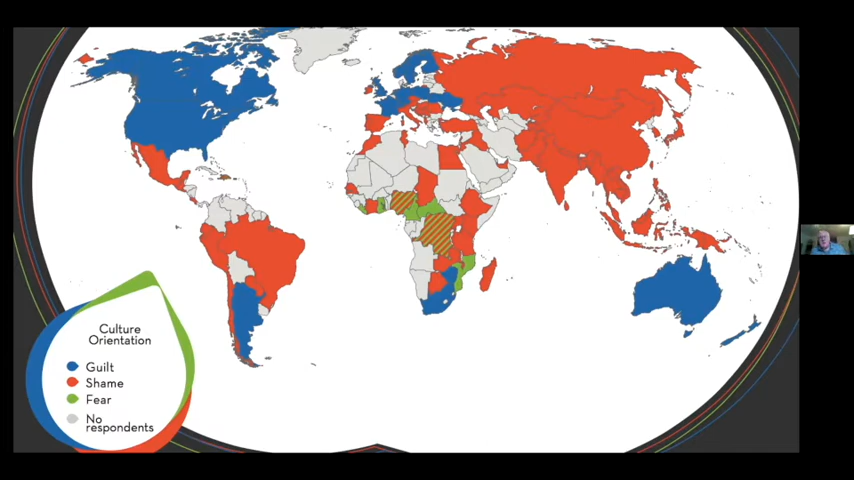 Culture
Orientation
Guilt
Shame
Fear
No
respondents